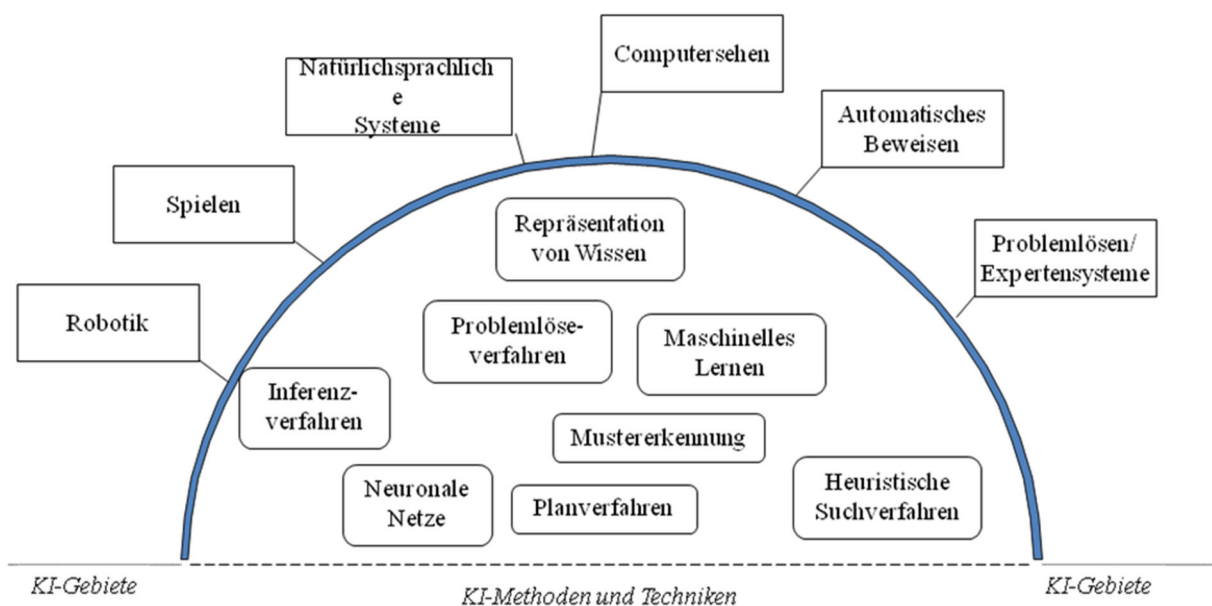 Computersehen
Natürlichsprachlich
e
Systeme
Automatisches
Beweisen
Spielen
Repräsentation
von Wissen
Problemlösen/
Expertensysteme
Robotik
Problemlöse-
verfahren
Maschinelles
Lernen
Inferenz-
verfahren
Mustererkennung
Neuronale
Netze
Planverfahren
Heuristische
Suchverfahren
KI-Gebiete
KI-Methoden und Techniken
KI-Gebiete